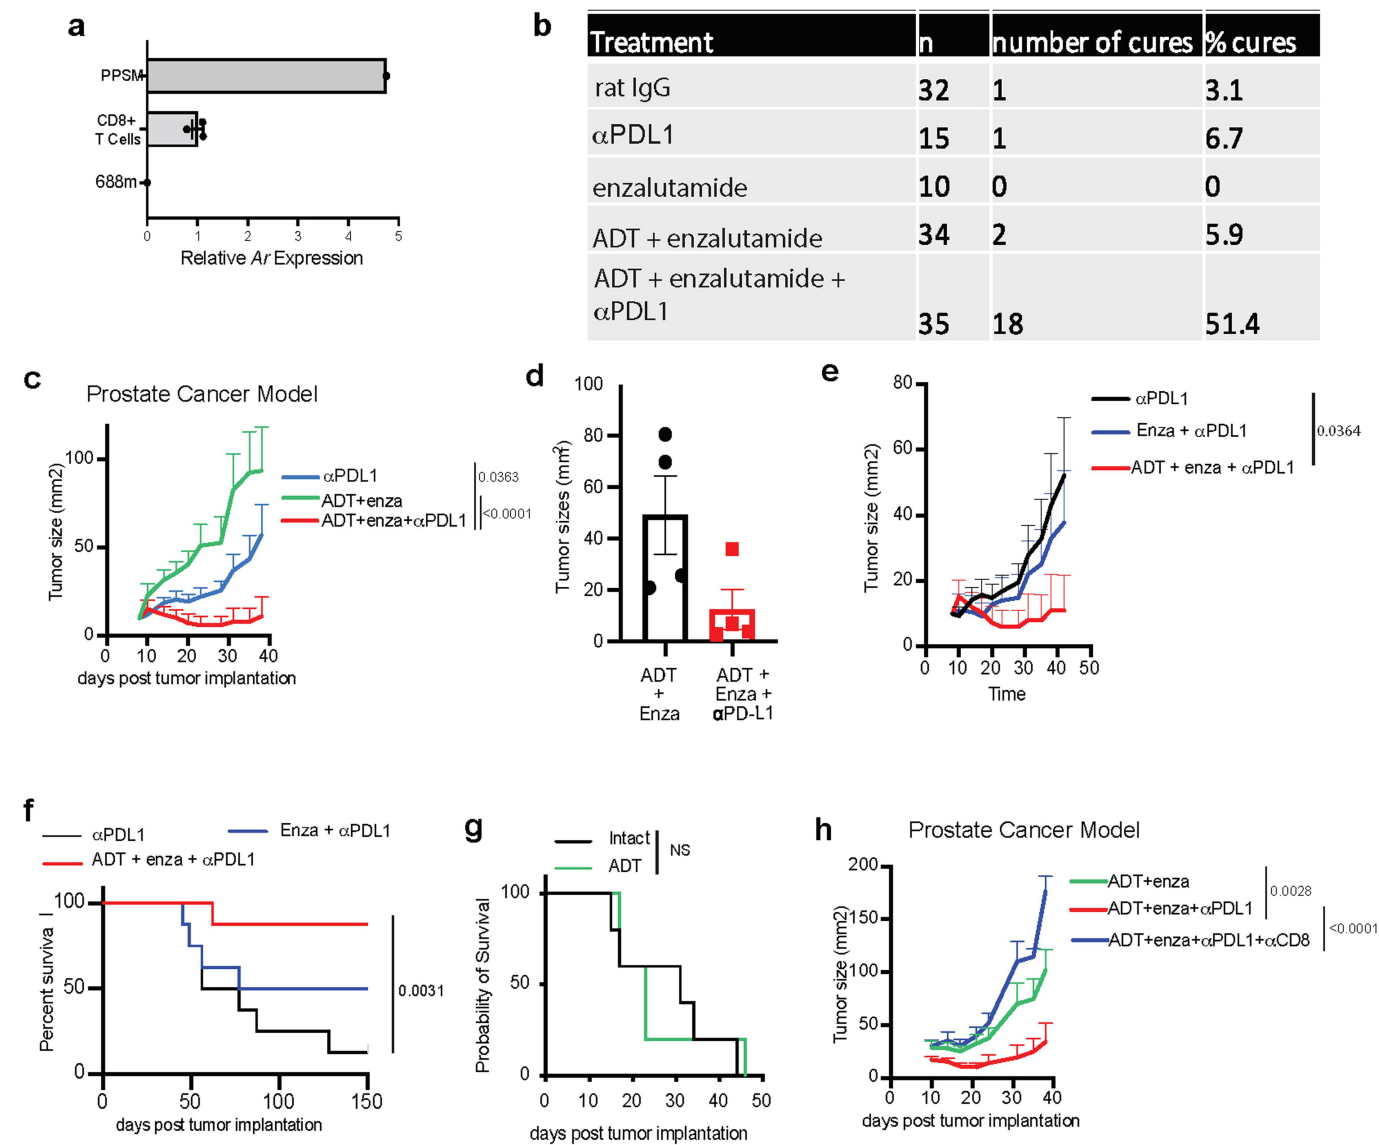 a
PPSM
CD8+
T Cells
688m
0 1 2 3 4 5
Relative Ar Expression
b
Treatment n number of cures % cures
rat IgG 32 1 3.1
αPDL1 15 1 6.7
enzalutamide 10 0 0
ADT + enzalutamide 34 2 5.9
ADT + enzalutamide +
αPDL1 35 18 51.4
c
Prostate Cancer Model
Tumor size (mm2)
100
50
0
0 10 20 30 40
days post tumor implantation
αPDL1
ADT+enza
ADT+enza+αPDL1
0.0363
<0.0001
d
Tumor sizes (mm²)
100
80
60
40
20
0
ADT
+
Enza
ADT +
Enza +
αPD-L1
e
Tumor size (mm2)
80
60
40
20
0
0 10 20 30 40 50
Time
αPDL1
Enza + αPDL1
ADT + enza + αPDL1
0.0364
f
αPDL1
Enza + αPDL1
ADT + enza + αPDL1
Percent surviva l
100
50
0
0 50 100 150
days post tumor implantation
0.0031
g
Intact
ADT
NS
Probability of Survival
100
50
0
0 10 20 30 40 50
days post tumor implantation
h
Prostate Cancer Model
Tumor size (mm2)
200
150
100
50
0
0 10 20 30 40
days post tumor implantation
ADT+enza
ADT+enza+αPDL1
ADT+enza+αPDL1+αCD8
0.0028
<0.0001